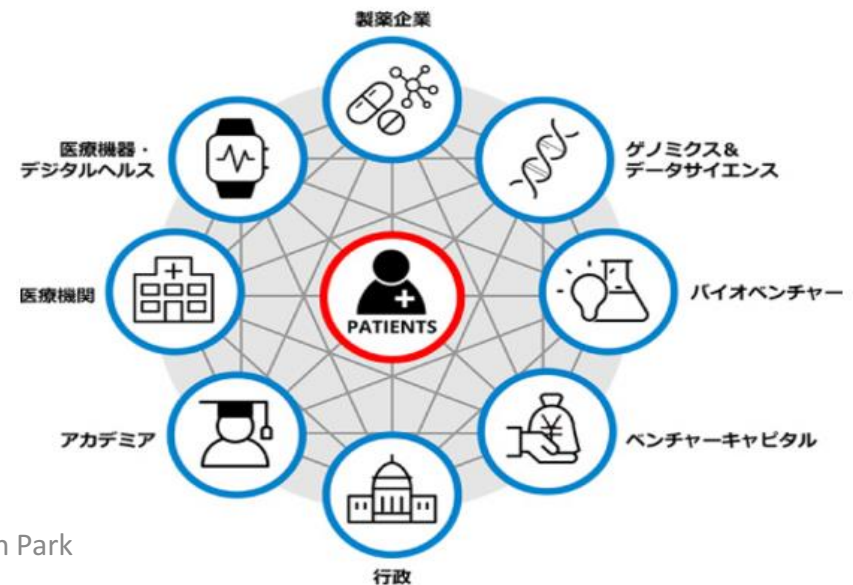 製薬企業
医療機器・
デジタルヘルス
ゲノミクス&
データサイエンス
PATIENTS
医療機関
バイオベンチャー
アカデミア
ベンチャーキャピタル
¥
Park
行政